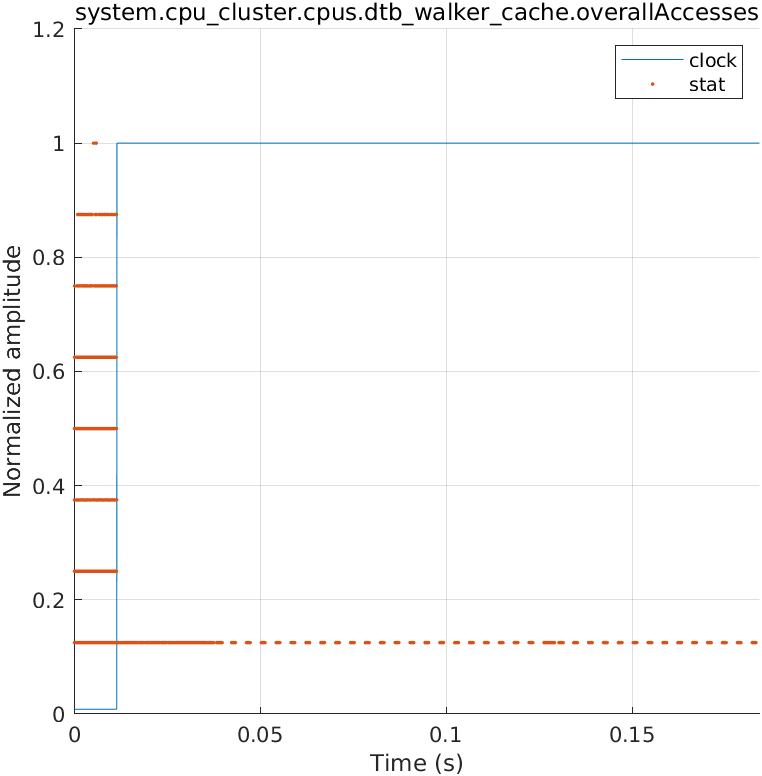 system.cpu_cluster.cpus.dtb_walker_cache.overallAccesses
1.2
clock
stat
1
0.8
Normalized amplitude
0.6
0.4
0.2
0
0
0.05
0.1
0.15
Time (s)